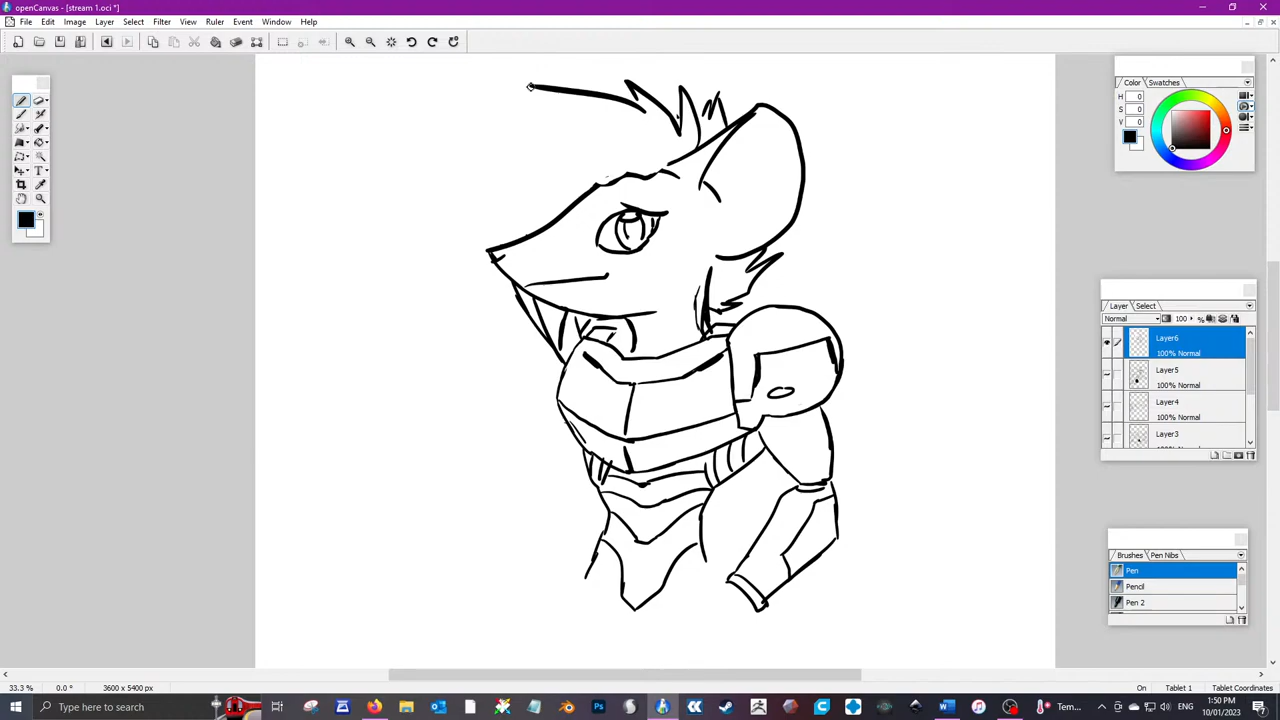 openCanvas - [stream 1.oci *]
File Edit Image Layer Select Filter View Ruler Event Window Help
Color Swatches
H 0
S 0
V 0
Layer Select
Normal 100 %
Layer6
100% Normal
Layer5
100% Normal
Layer4
100% Normal
Layer3
100% Normal
Brushes Pen Nibs
Pen
Pencil
Pen 2
33.3 % 0.0 ° 3600 x 5400 px On Tablet 1 Tablet Coordinates
Type here to search
Tem...
1:50 PM
10/01/2023